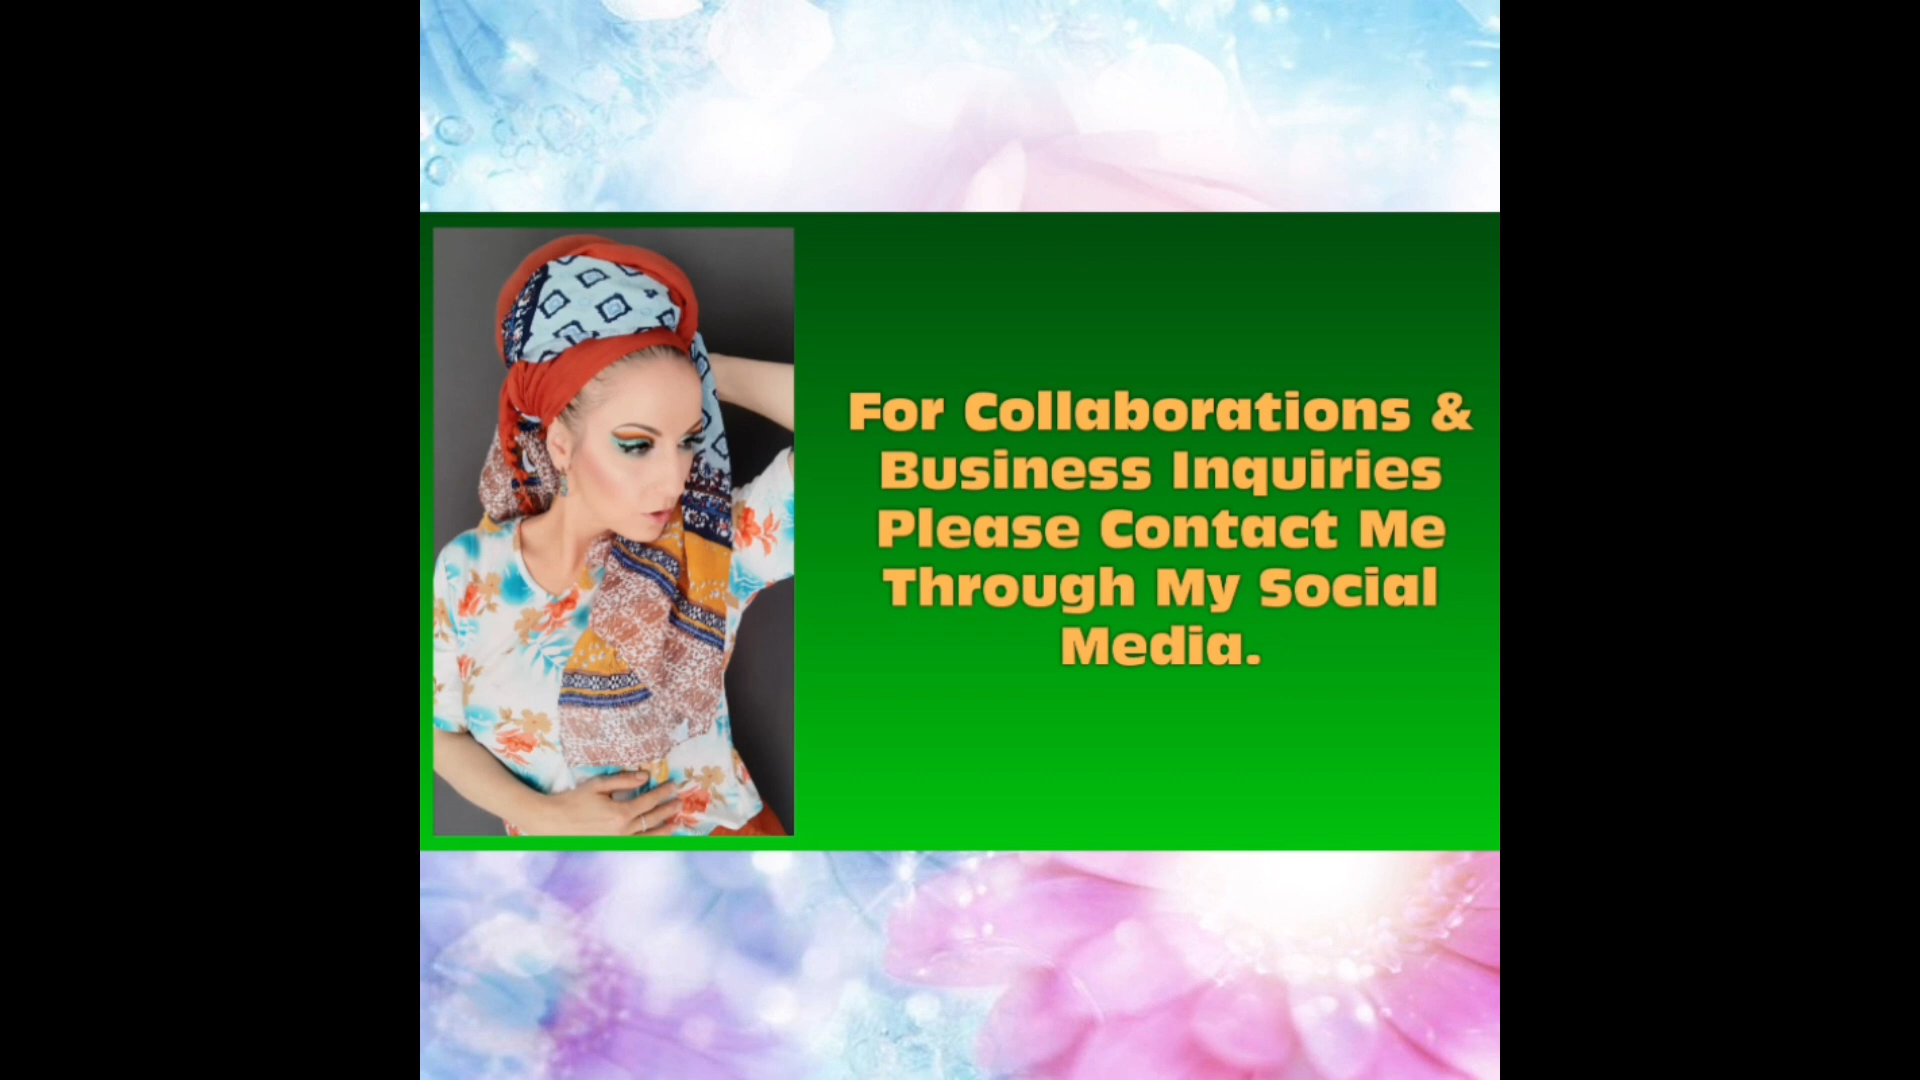 For Collaborations &
Business Inquiries
Please Contact Me
Through My Social
Media.